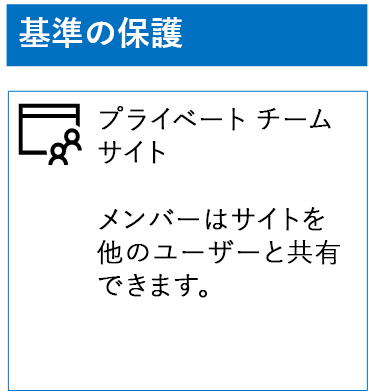 基準の保護
プライベート チーム
サイト
メンバーはサイトを
他のユーザーと共有
できます。